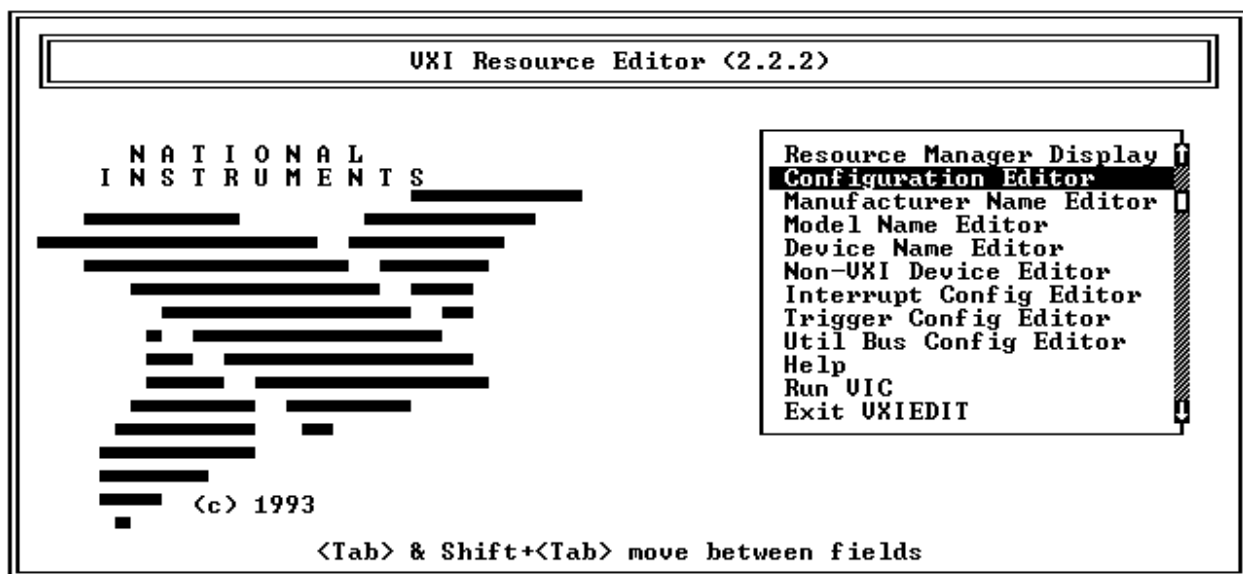 VXI Resource Editor (2.2.2)
N A T I O N A L
I N S T R U M E N T S
Resource Manager Display
Configuration Editor
Manufacturer Name Editor
Model Name Editor
Device Name Editor
Non-VXI Device Editor
Interrupt Config Editor
Trigger Config Editor
Util Bus Config Editor
Help
Run VIC
Exit VXIEDIT
(c) 1993
<Tab> & Shift+<Tab> move between fields